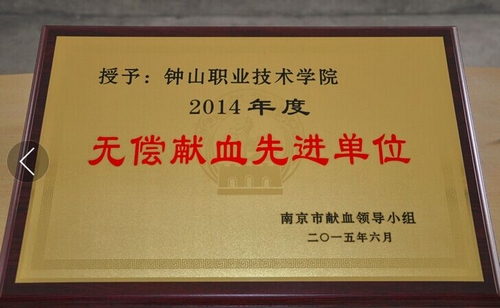 授予：钟山职业技术学院
2014年度
无偿献血先进单位
南京市献血领导小组
二〇一五年六月